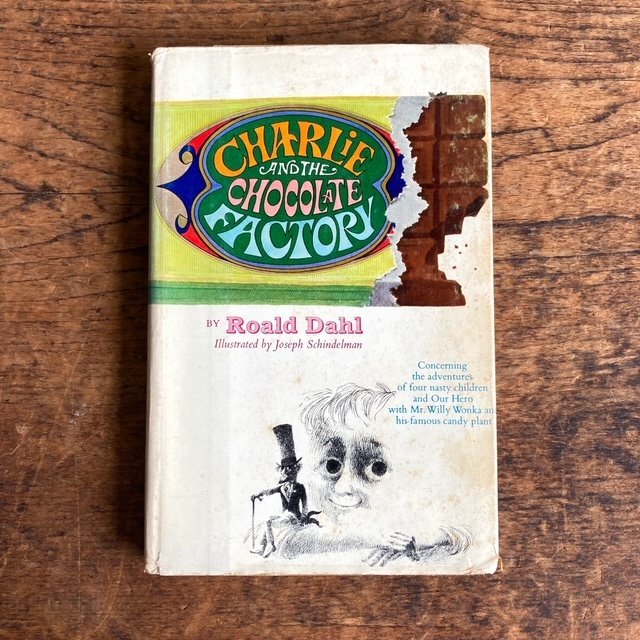 CHARLIE
AND THE
CHOCOLATE
FACTORY
BY Roald Dahl
Illustrated by Joseph Schindelman
Concerning
the adventures
of four nasty children
and Our Hero
with Mr. Willy Wonka an
his famous candy plant